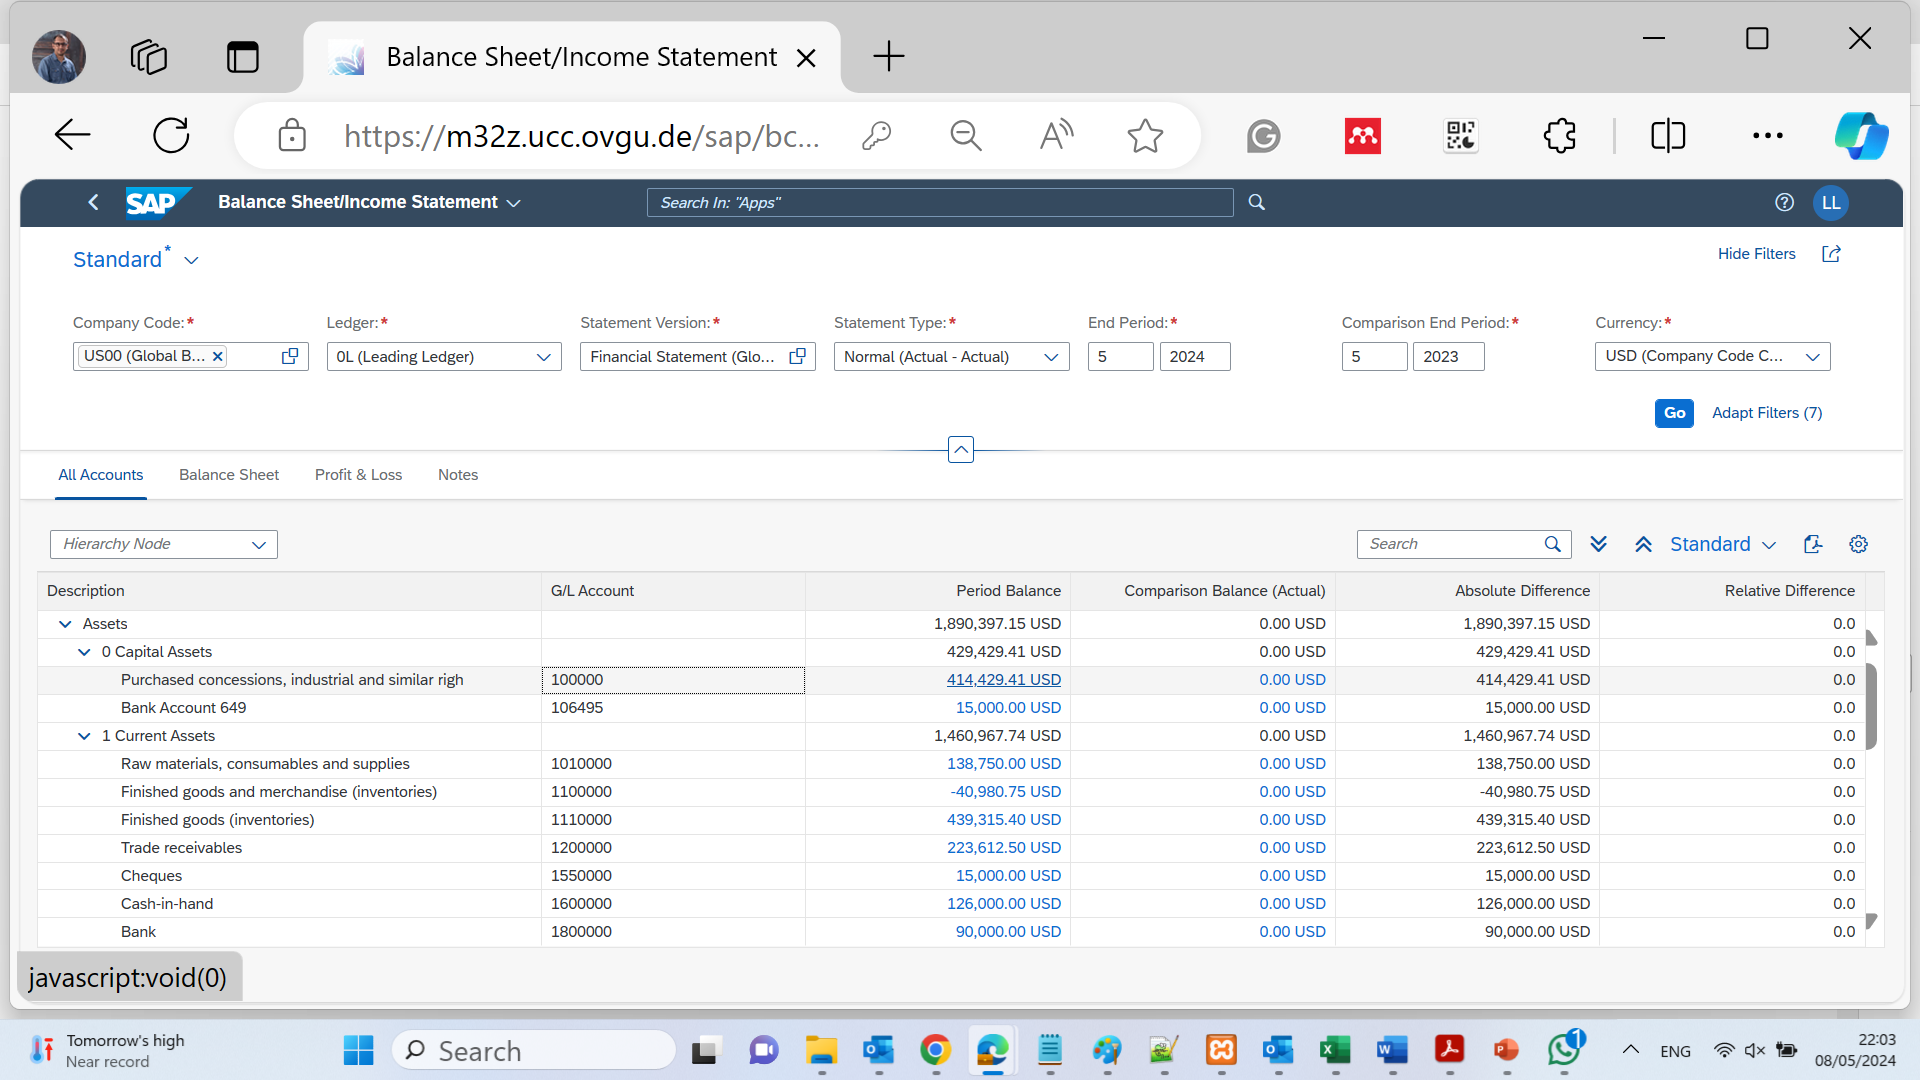 Balance Sheet/Income Statement
https://m32z.ucc.ovgu.de/sap/bc...
SAP Balance Sheet/Income Statement Search In: "Apps" LL
Standard* Hide Filters
Company Code:* Ledger:* Statement Version:* Statement Type:* End Period:* Comparison End Period:* Currency:*
US00 (Global B... 0L (Leading Ledger) Financial Statement (Glo... Normal (Actual - Actual) 5 2024 5 2023 USD (Company Code C...
Go Adapt Filters (7)
All Accounts Balance Sheet Profit & Loss Notes
Hierarchy Node Search Standard
Description G/L Account Period Balance Comparison Balance (Actual) Absolute Difference Relative Difference
Assets 1,890,397.15 USD 0.00 USD 1,890,397.15 USD 0.0
0 Capital Assets 429,429.41 USD 0.00 USD 429,429.41 USD 0.0
Purchased concessions, industrial and similar righ 100000 414,429.41 USD 0.00 USD 414,429.41 USD 0.0
Bank Account 649 106495 15,000.00 USD 0.00 USD 15,000.00 USD 0.0
1 Current Assets 1,460,967.74 USD 0.00 USD 1,460,967.74 USD 0.0
Raw materials, consumables and supplies 1010000 138,750.00 USD 0.00 USD 138,750.00 USD 0.0
Finished goods and merchandise (inventories) 1100000 -40,980.75 USD 0.00 USD -40,980.75 USD 0.0
Finished goods (inventories) 1110000 439,315.40 USD 0.00 USD 439,315.40 USD 0.0
Trade receivables 1200000 223,612.50 USD 0.00 USD 223,612.50 USD 0.0
Cheques 1550000 15,000.00 USD 0.00 USD 15,000.00 USD 0.0
Cash-in-hand 1600000 126,000.00 USD 0.00 USD 126,000.00 USD 0.0
Bank 1800000 90,000.00 USD 0.00 USD 90,000.00 USD 0.0
javascript:void(0)
Tomorrow's high
Near record
Search
1
ENG
22:03
08/05/2024